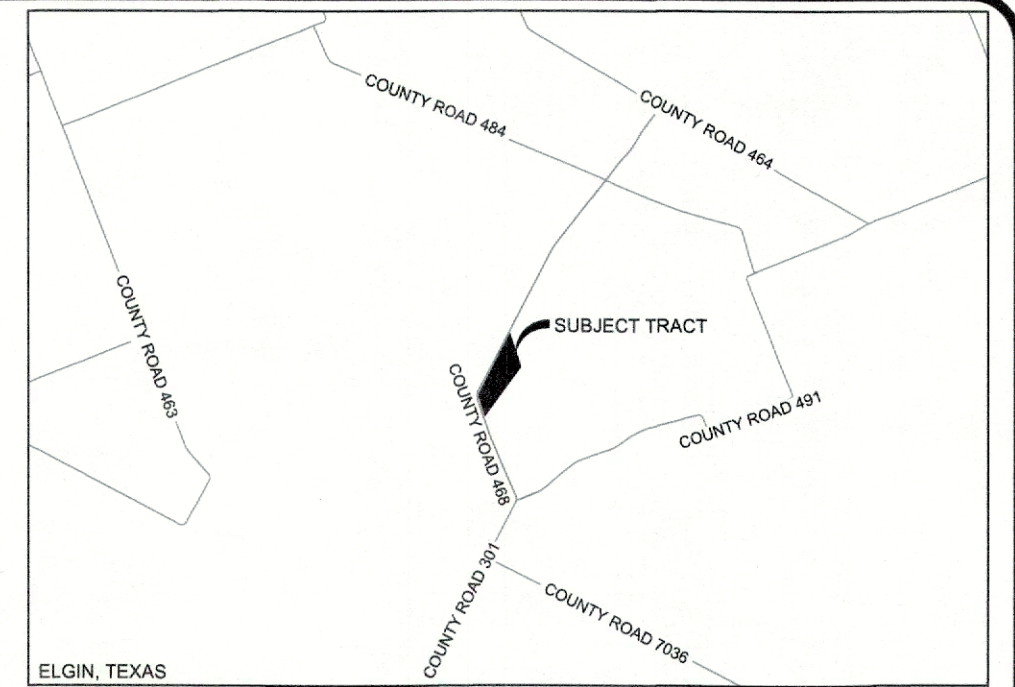 COUNTY ROAD 484
COUNTY ROAD 464
COUNTY ROAD 463
SUBJECT TRACT
COUNTY ROAD 468
COUNTY ROAD 491
COUNTY ROAD 301
COUNTY ROAD 7036
ELGIN, TEXAS